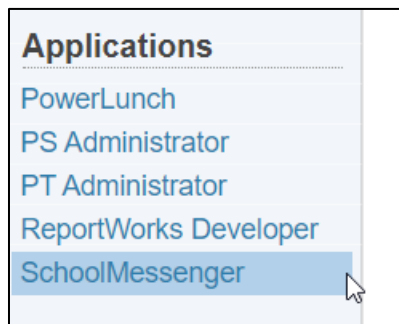 Applications
PowerLunch
PS Administrator
PT Administrator
ReportWorks Developer
SchoolMessenger